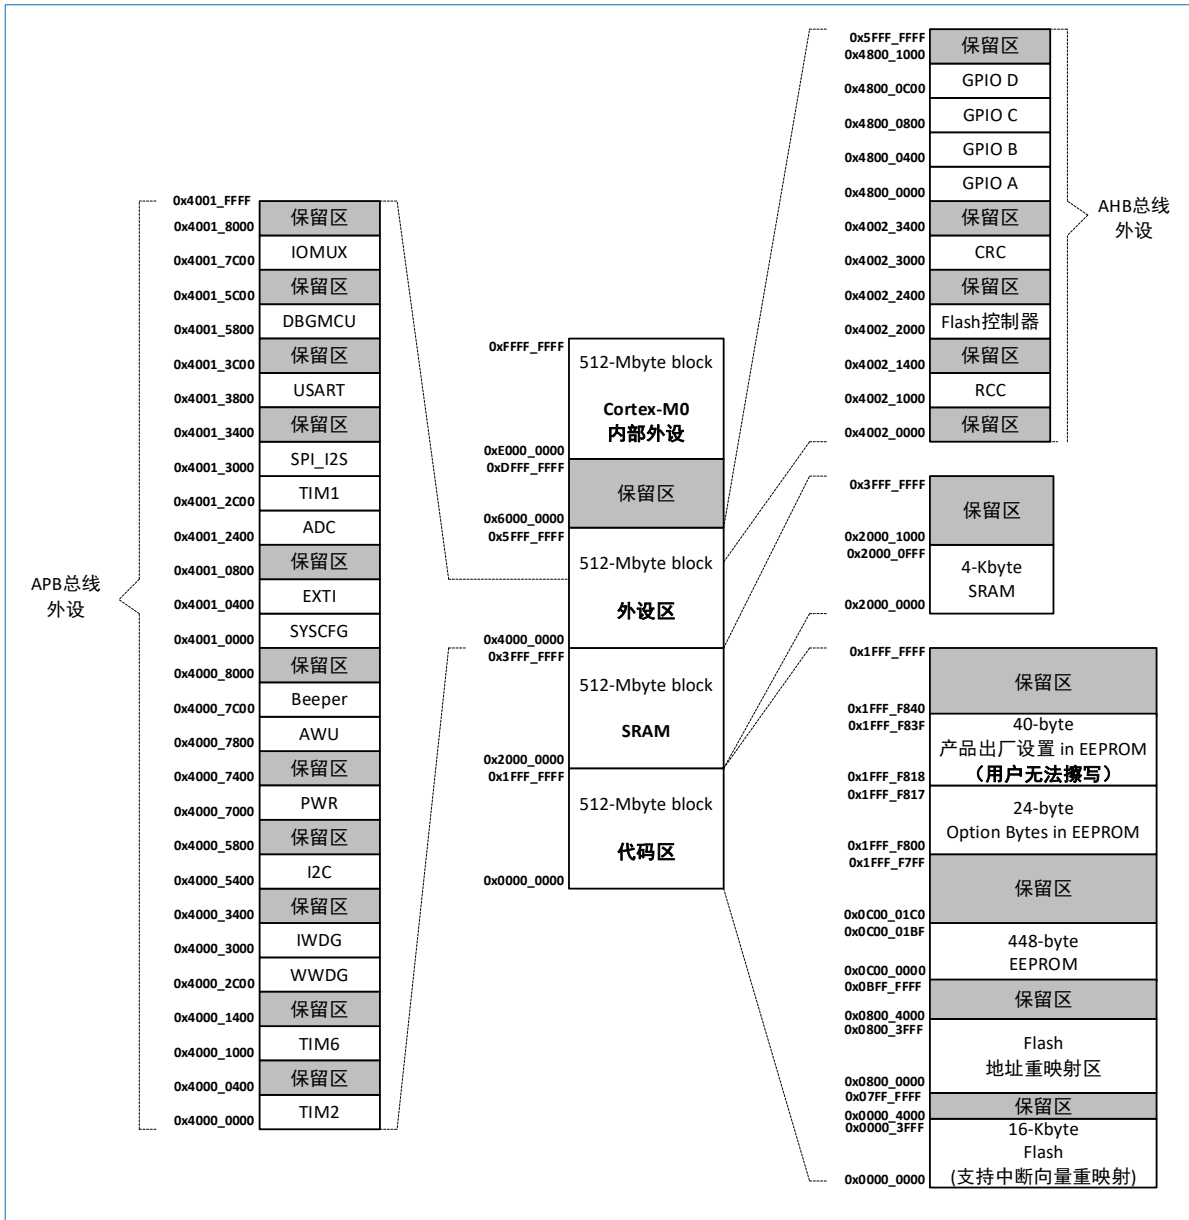 APB总线
外设
0x4001_FFFF
保留区
0x4001_8000
IOMUX
0x4001_7C00
保留区
0x4001_5C00
DBGMCU
0x4001_5800
保留区
0x4001_3C00
USART
0x4001_3800
保留区
0x4001_3400
SPI_I2S
0x4001_3000
TIM1
0x4001_2C00
ADC
0x4001_2400
保留区
0x4001_0800
EXTI
0x4001_0400
SYSCFG
0x4001_0000
保留区
0x4000_8000
Beeper
0x4000_7C00
AWU
0x4000_7800
保留区
0x4000_7400
PWR
0x4000_7000
保留区
0x4000_5800
I2C
0x4000_5400
保留区
0x4000_3400
IWDG
0x4000_3000
WWDG
0x4000_2C00
保留区
0x4000_1400
TIM6
0x4000_1000
保留区
0x4000_0400
TIM2
0x4000_0000
0xFFFF_FFFF
512-Mbyte block
Cortex-M0
内部外设
0xE000_0000
0xDFFF_FFFF
保留区
0x6000_0000
0x5FFF_FFFF
512-Mbyte block
外设区
0x4000_0000
0x3FFF_FFFF
512-Mbyte block
SRAM
0x2000_0000
0x1FFF_FFFF
512-Mbyte block
代码区
0x0000_0000
0x5FFF_FFFF
保留区
0x4800_1000
GPIO D
0x4800_0C00
GPIO C
0x4800_0800
GPIO B
0x4800_0400
GPIO A
0x4800_0000
保留区
0x4002_3400
CRC
0x4002_3000
保留区
0x4002_2400
Flash控制器
0x4002_2000
保留区
0x4002_1400
RCC
0x4002_1000
保留区
0x4002_0000
AHB总线
外设
0x3FFF_FFFF
保留区
0x2000_1000
0x2000_0FFF
4-Kbyte
SRAM
0x2000_0000
0x1FFF_FFFF
保留区
0x1FFF_F840
0x1FFF_F83F
40-byte
产品出厂设置 in EEPROM
（用户无法擦写）
0x1FFF_F818
0x1FFF_F817
24-byte
Option Bytes in EEPROM
0x1FFF_F800
0x1FFF_F7FF
保留区
0x0C00_01C0
0x0C00_01BF
448-byte
EEPROM
0x0C00_0000
0x0BFF_FFFF
保留区
0x0800_4000
0x0800_3FFF
Flash
地址重映射区
0x0800_0000
0x07FF_FFFF
保留区
0x0000_4000
0x0000_3FFF
16-Kbyte
Flash
(支持中断向量重映射)
0x0000_0000